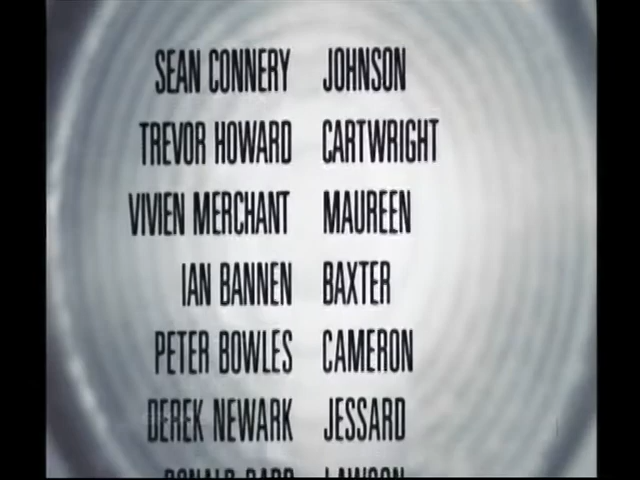 SEAN CONNERY JOHNSON
TREVOR HOWARD CARTWRIGHT
VIVIEN MERCHANT MAUREEN
IAN BANNEN BAXTER
PETER BOWLES CAMERON
DEREK NEWARK JESSARD